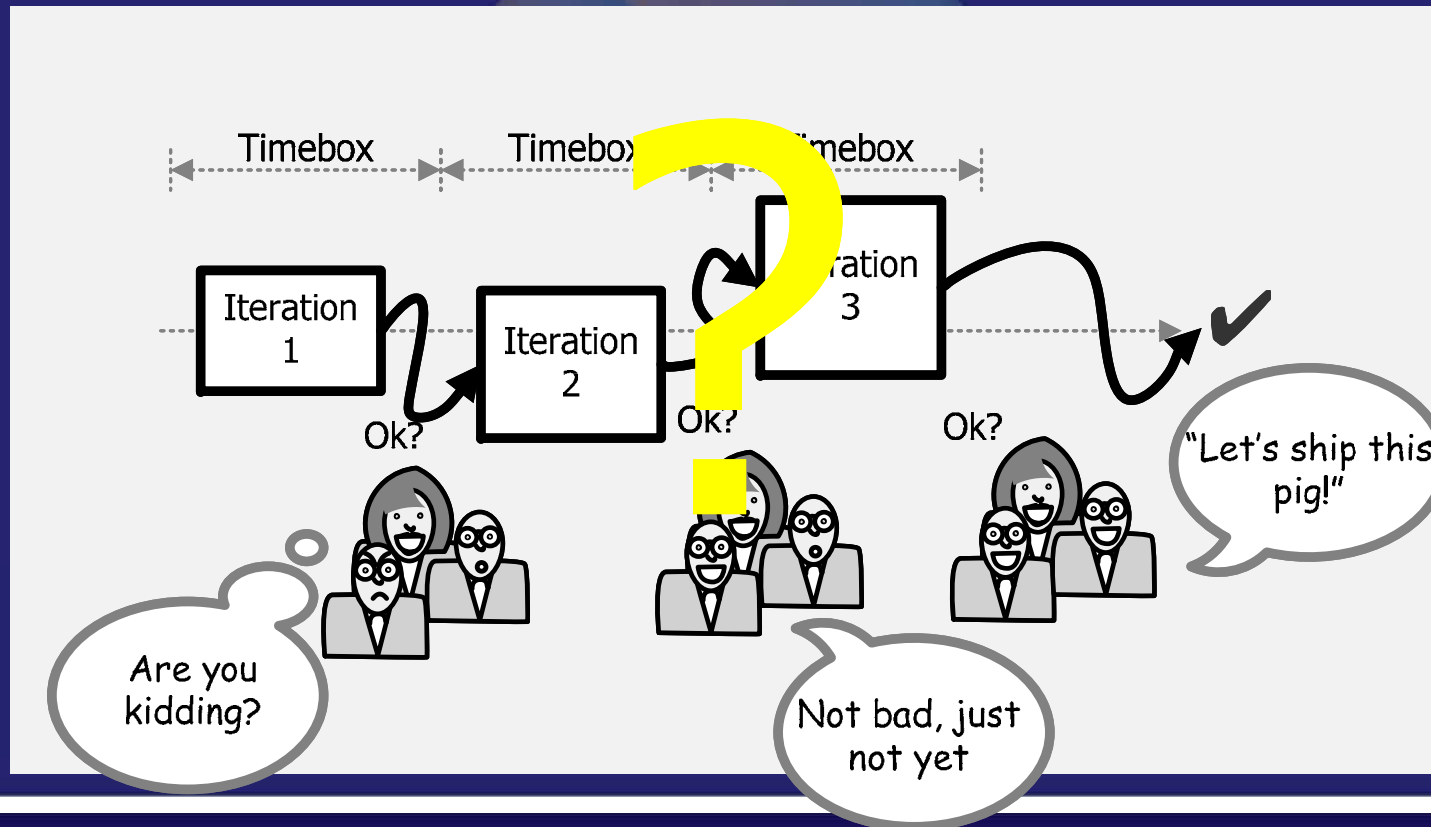 Timebox
Timebox
mebox
Iteration
1
Iteration
2
ration
3
Ok?
Ok?
Ok?
"Let's ship this
pig!"
Are you
kidding?
Not bad, just
not yet
?